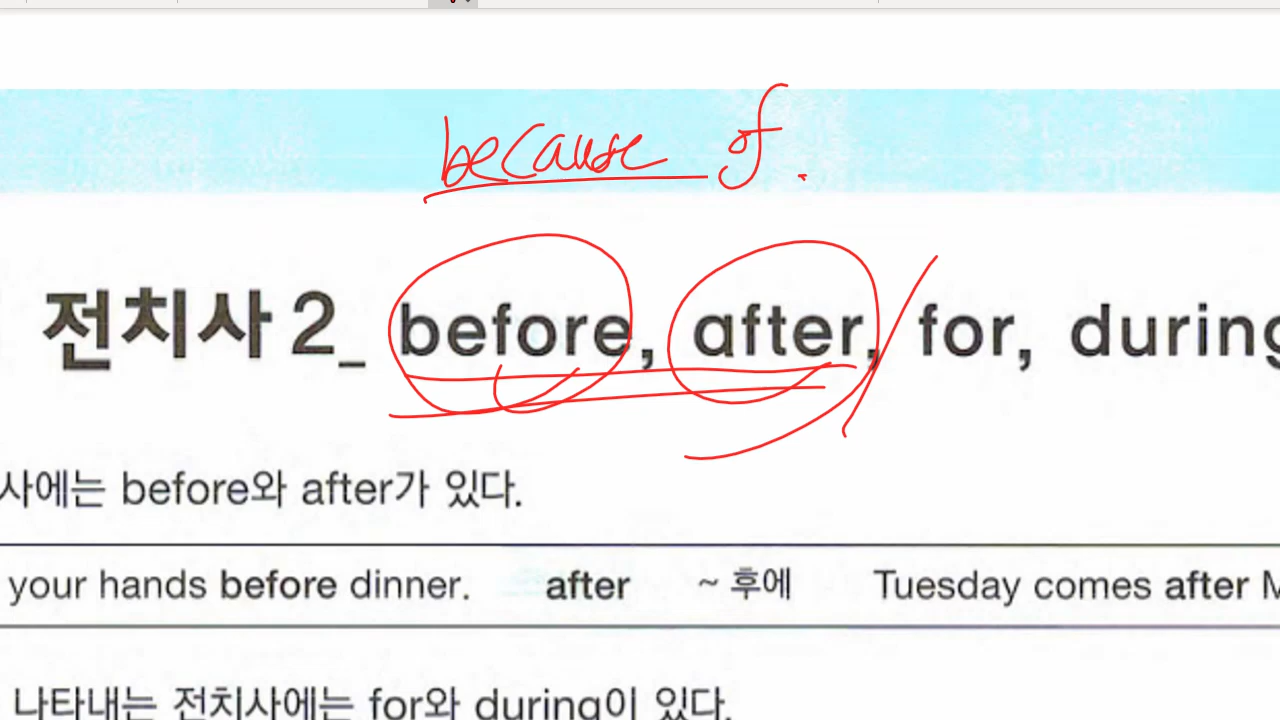 because of.
전치사 2_ before, after, for, during
사에는 before와 after가 있다.
your hands before dinner. after ~ 후에 Tuesday comes after M
나타내는 전치사에는 for와 during이 있다.